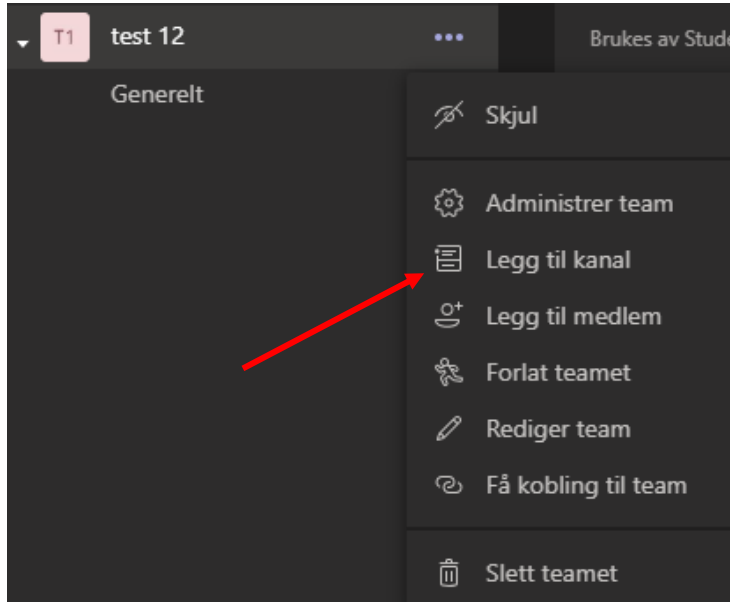 T1 test 12
Brukes av Stude
Generelt
Skjul
Administrer team
Legg til kanal
Legg til medlem
Forlat teamet
Rediger team
Få kobling til team
Slett teamet